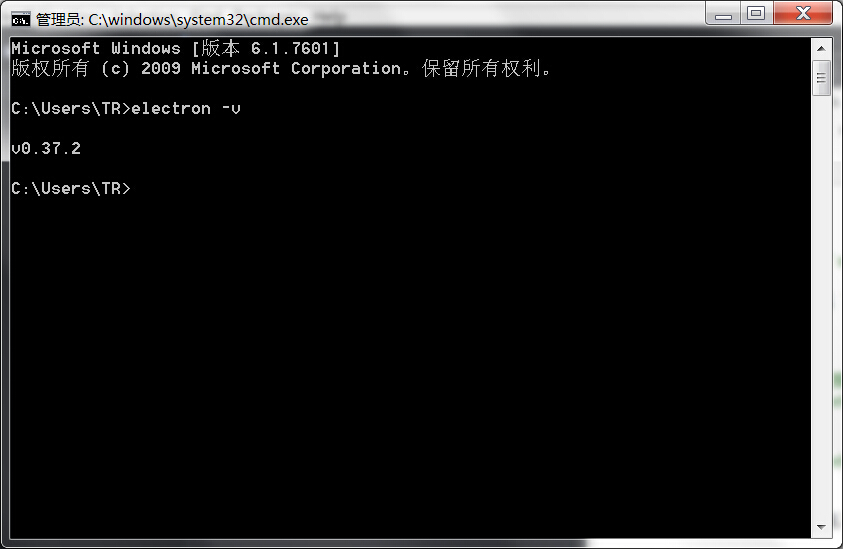 管理员: C:\windows\system32\cmd.exe
Microsoft Windows [版本 6.1.7601]
版权所有 (c) 2009 Microsoft Corporation。保留所有权利。
C:\Users\TR>electron -v
v0.37.2
C:\Users\TR>